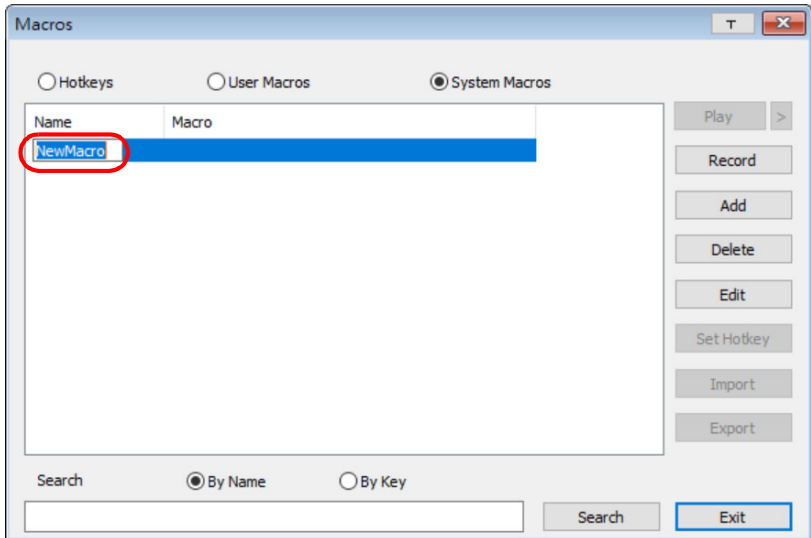 Macros
Hotkeys User Macros System Macros
Name Macro Play >
NewMacro
Record
Add
Delete
Edit
Set Hotkey
Import
Export
Search By Name By Key
Search Exit